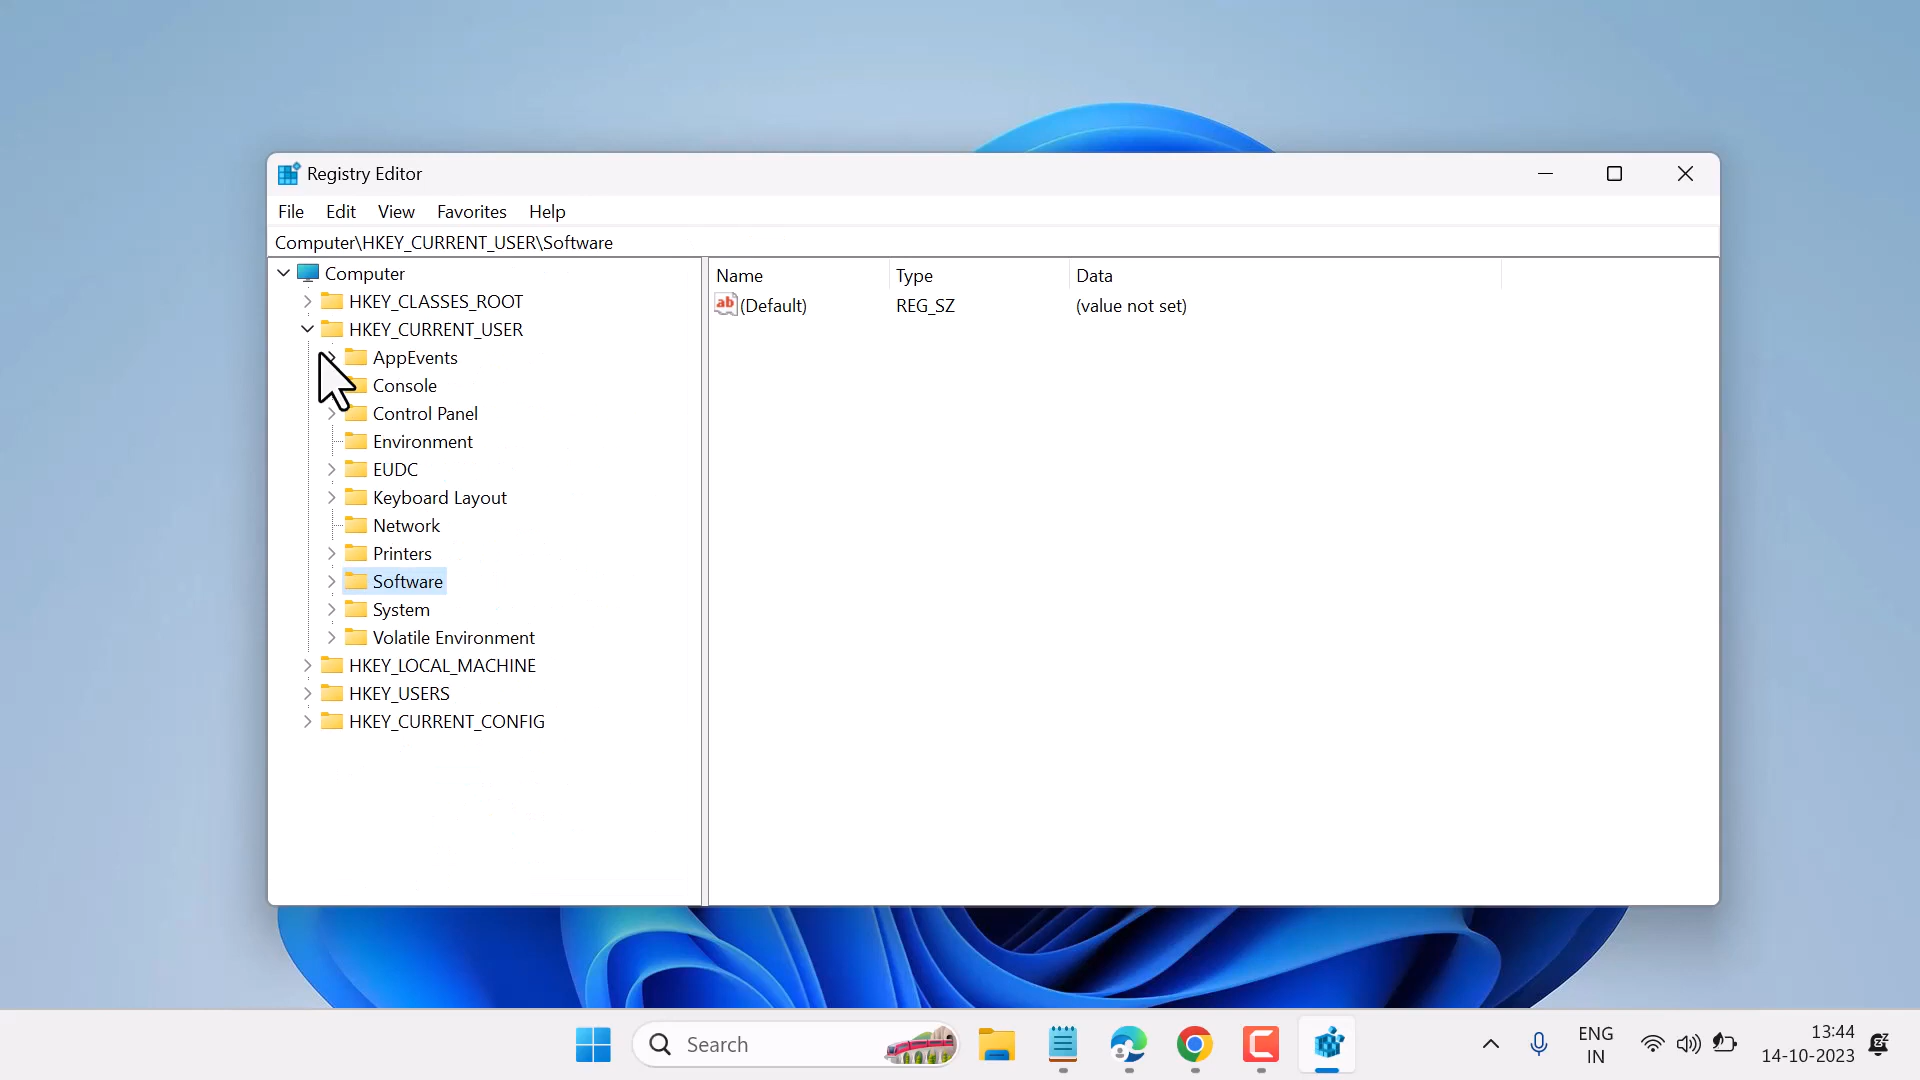 Registry Editor
File Edit View Favorites Help
Computer\HKEY_CURRENT_USER\Software
Computer
HKEY_CLASSES_ROOT
HKEY_CURRENT_USER
AppEvents
Console
Control Panel
Environment
EUDC
Keyboard Layout
Network
Printers
Software
System
Volatile Environment
HKEY_LOCAL_MACHINE
HKEY_USERS
HKEY_CURRENT_CONFIG
Name Type Data
ab (Default) REG_SZ (value not set)
Search
ENG
IN
13:44
14-10-2023